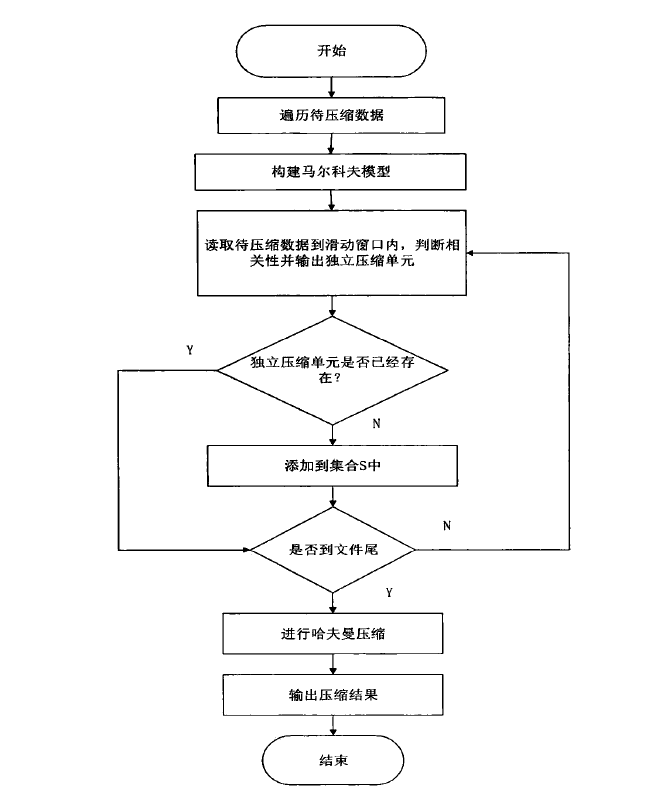 开始
遍历待压缩数据
构建马尔科夫模型
读取待压缩数据到滑动窗口内，判断相
关性并输出独立压缩单元
Y
独立压缩单元是否已经存
在？
N
添加到集合S中
N
是否到文件尾
Y
进行哈夫曼压缩
输出压缩结果
结束